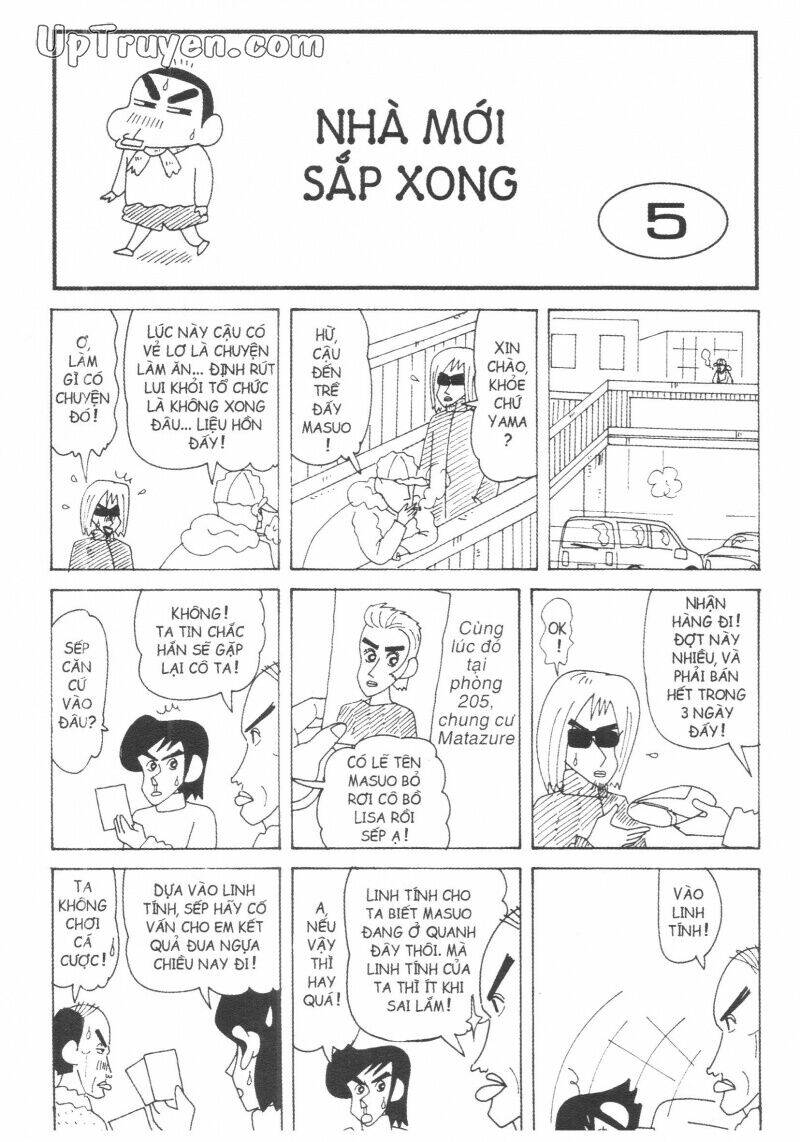 UpTruyen.com
NHÀ MỚI
SẮP XONG
5
XIN
CHÀO,
KHỎE
CHỨ
YAMA
?
HỪ,
CẬU
ĐẾN
TRỄ
ĐẤY
MASUO
!
LÚC NÀY CẬU CÓ
VẺ LƠ LÀ CHUYỆN
LÀM ĂN... ĐỊNH RÚT
LUI KHỎI TỔ CHỨC
LÀ KHÔNG XONG
ĐÂU... LIỆU HỒN
ĐẤY!
Ơ,
LÀM
GÌ CÓ
CHUYỆN
ĐÓ!
NHẬN
HÀNG ĐI!
ĐỢT NÀY
NHIỀU, VÀ
PHẢI BÁN
HẾT TRONG
3 NGÀY
ĐẤY!
OK
!
Cùng
lúc đó
tại
phòng
205,
chung cư
Matazure
CÓ LẼ TÊN
MASUO BỎ
RƠI CÔ BỒ
LISA RỒI
SẾP Ạ!
KHÔNG!
TA TIN CHẮC
HẮN SẼ GẶP
LẠI CÔ TA!
SẾP
CĂN
CỨ
VÀO
ĐÂU?
VÀO
LINH
TÍNH!
LINH TÍNH CHO
TA BIẾT MASUO
ĐANG Ở QUANH
ĐÂY THÔI. MÀ
LINH TÍNH CỦA
TA THÌ ÍT KHI
SAI LẮM!
A,
NẾU
VẬY
THÌ
HAY
QUÁ!
DỰA VÀO LINH
TÍNH, SẾP HÃY CỐ
VẤN CHO EM KẾT
QUẢ ĐUA NGỰA
CHIỀU NAY ĐI!
TA
KHÔNG
CHƠI
CÁ
CƯỢC!